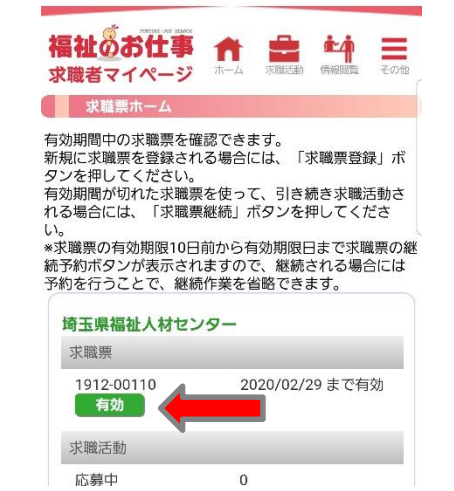 FUKUSHI JOB SEARCH
福祉のお仕事
求職者マイページ
ホーム 求職活動 情報閲覧 その他
求職票ホーム
有効期間中の求職票を確認できます。
新規に求職票を登録される場合には、「求職票登録」ボ
タンを押してください。
有効期間が切れた求職票を使って、引き続き求職活動さ
れる場合には、「求職票継続」ボタンを押してくださ
い。
*求職票の有効期限10日前から有効期限日まで求職票の継
続予約ボタンが表示されますので、継続される場合には
予約を行うことで、継続作業を省略できます。
埼玉県福祉人材センター
求職票
1912-00110 2020/02/29 まで有効
有効
求職活動
応募中 0